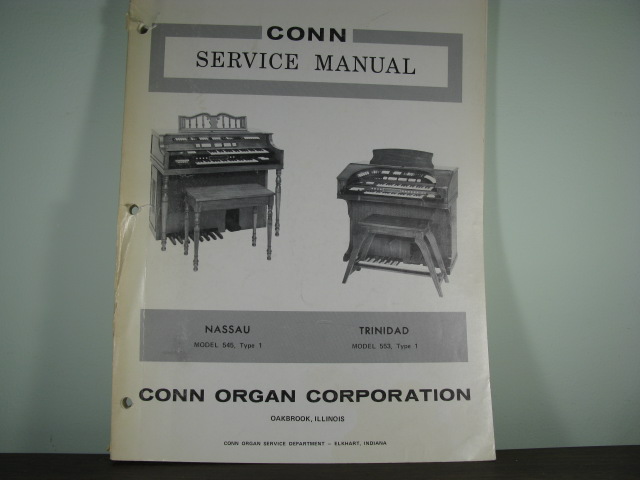 CONN
SERVICE MANUAL
NASSAU
MODEL 545, Type 1
TRINIDAD
MODEL 553, Type 1
CONN ORGAN CORPORATION
OAKBROOK, ILLINOIS
CONN ORGAN SERVICE DEPARTMENT – ELKHART, INDIANA